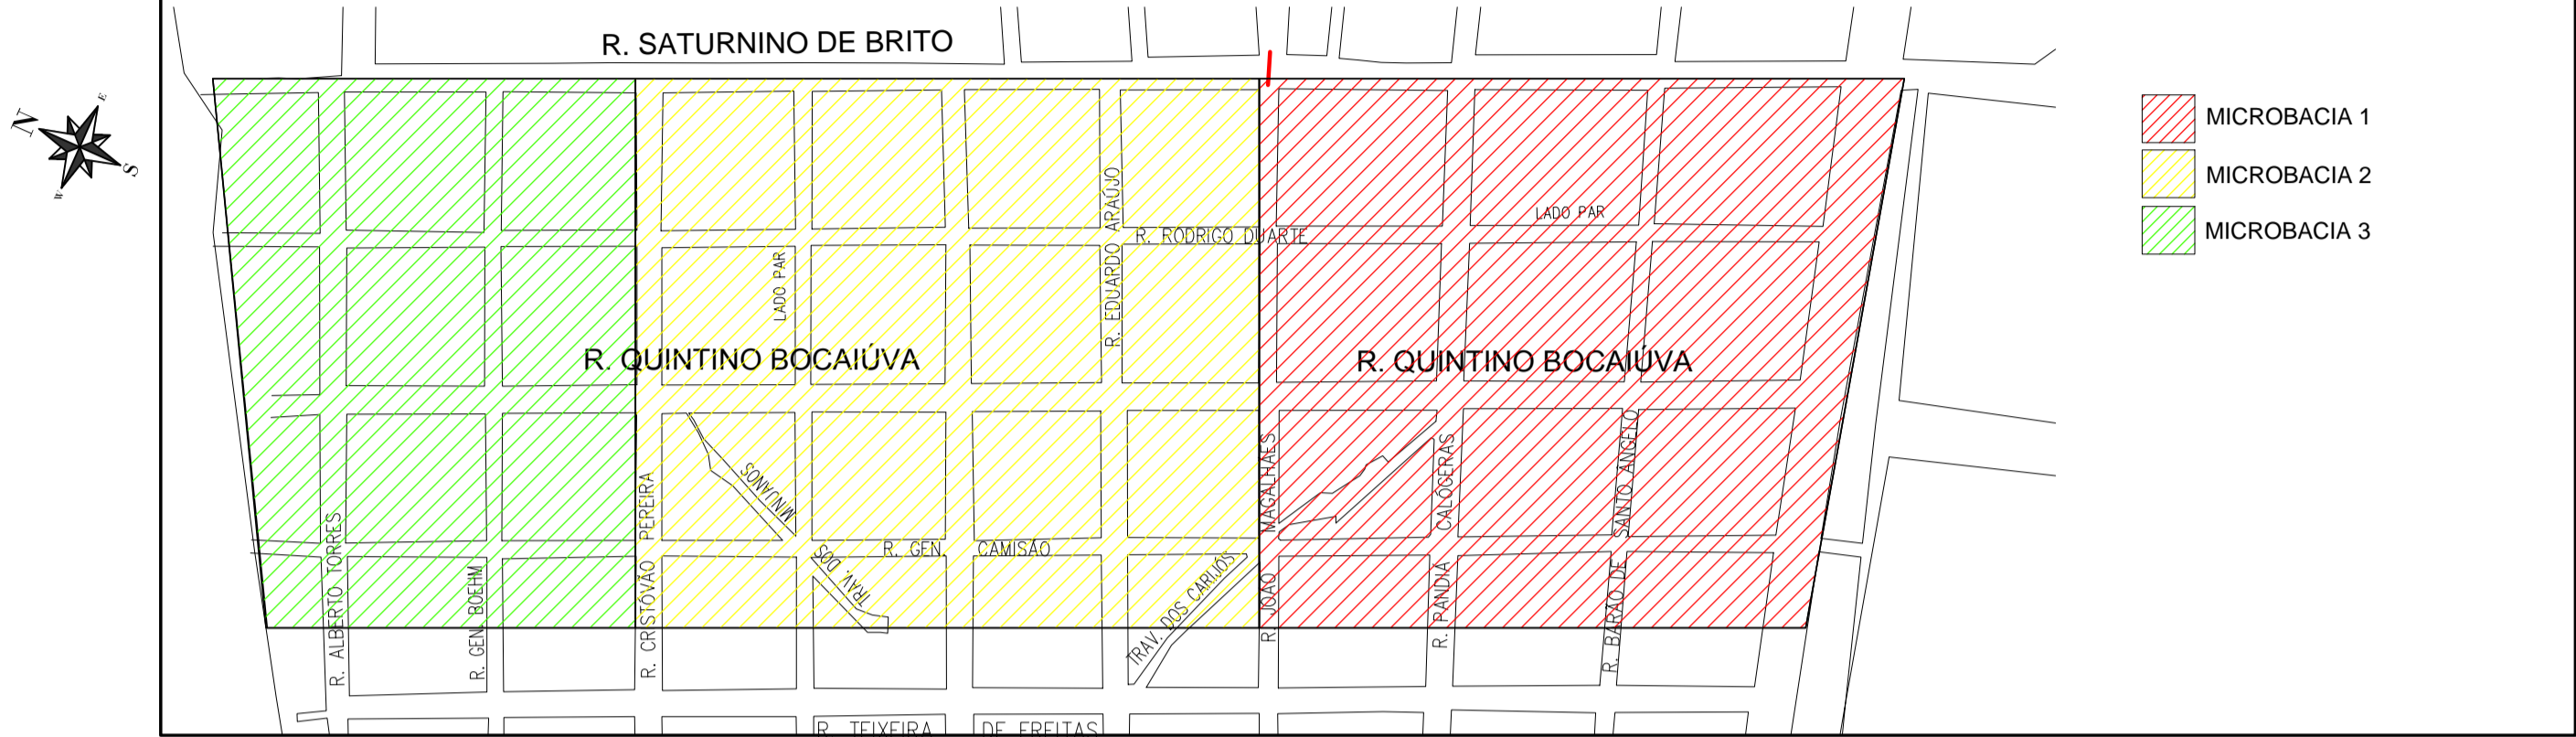 R. SATURNINO DE BRITO
N
E
S
W
MICROBACIA 1
MICROBACIA 2
MICROBACIA 3
R. EDUARDO ARAÚJO
LADO PAR
R. RODRIGO DUARTE
LADO PAR
R. QUINTINO BOCAIÚVA
R. QUINTINO BOCAIÚVA
MINUANOS
TRAV. DOS
R. GEN. CAMISÃO
TRAV. DOS CARIJÓS
R. ALBERTO TORRES
R. GEN. BOEHM
R. CRISTÓVÃO PEREIRA
R. JOÃO MAGALHÃES
R. PANDIÁ CALÓGERAS
R. BARÃO DE SANTO ANGELO
R. TEIXEIRA DE FREITAS